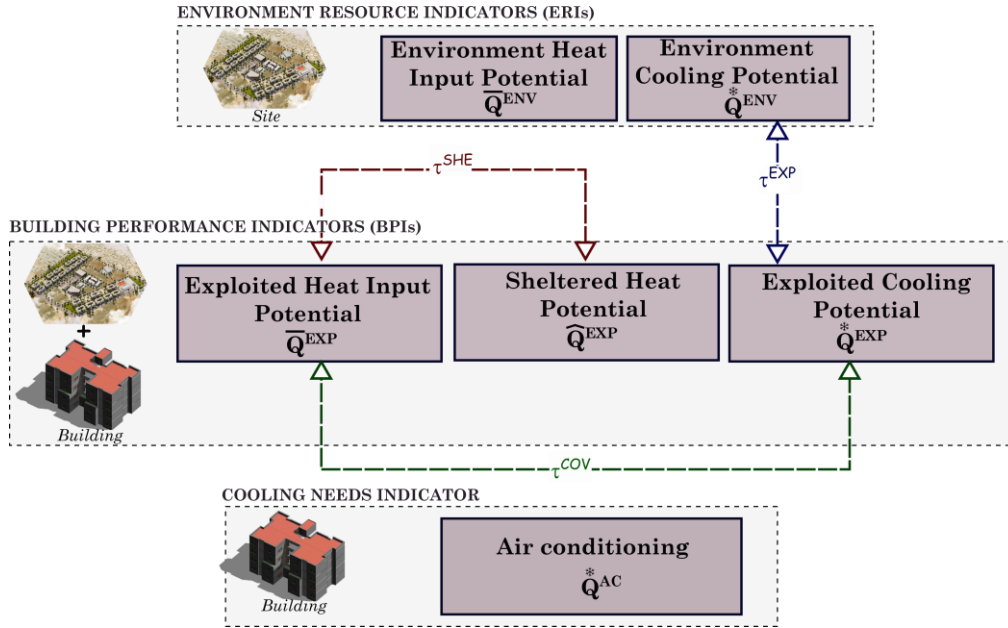 ENVIRONMENT RESOURCE INDICATORS (ERIs)
Environment Heat
Input Potential
Q̅ᴱᴺⱽ
Environment
Cooling Potential
Q̊*ᴱᴺⱽ
Site
τˢᴴᴱ
τᴱˣᴾ
BUILDING PERFORMANCE INDICATORS (BPIs)
Exploited Heat Input
Potential
Q̅ᴱˣᴾ
Sheltered Heat
Potential
Q̂ᴱˣᴾ
Exploited Cooling
Potential
Q*ᴱˣᴾ
+
Building
τᶜᴼⱽ
COOLING NEEDS INDICATOR
Air conditioning
Q*ᴬᶜ
Building